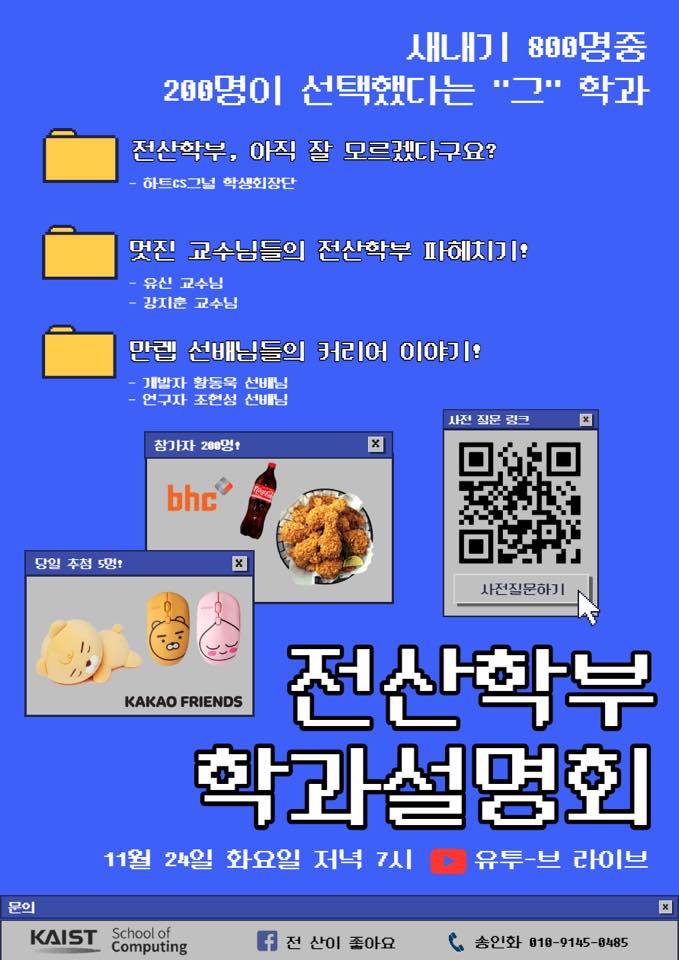 새내기 800명중
200명이 선택했다는 "그" 학과
전산학부, 아직 잘 모르겠다구요?
- 하트cs그널 학생회장단
멋진 교수님들의 전산학부 파헤치기!
- 유신 교수님
- 강지훈 교수님
만렙 선배님들의 커리어 이야기!
- 개발자 황동욱 선배님
- 연구자 조현성 선배님
사전 질문 링크
X
참가자 200명!
X
bhc
Coca-Cola
사전질문하기
당일 추첨 5명!
X
KAKAO FRIENDS
전산학부
학과설명회
11월 24일 화요일 저녁 7시 유투-브 라이브
문의
X
KAIST School of
Computing
전 산이 좋아요
송인화 010-9145-0485